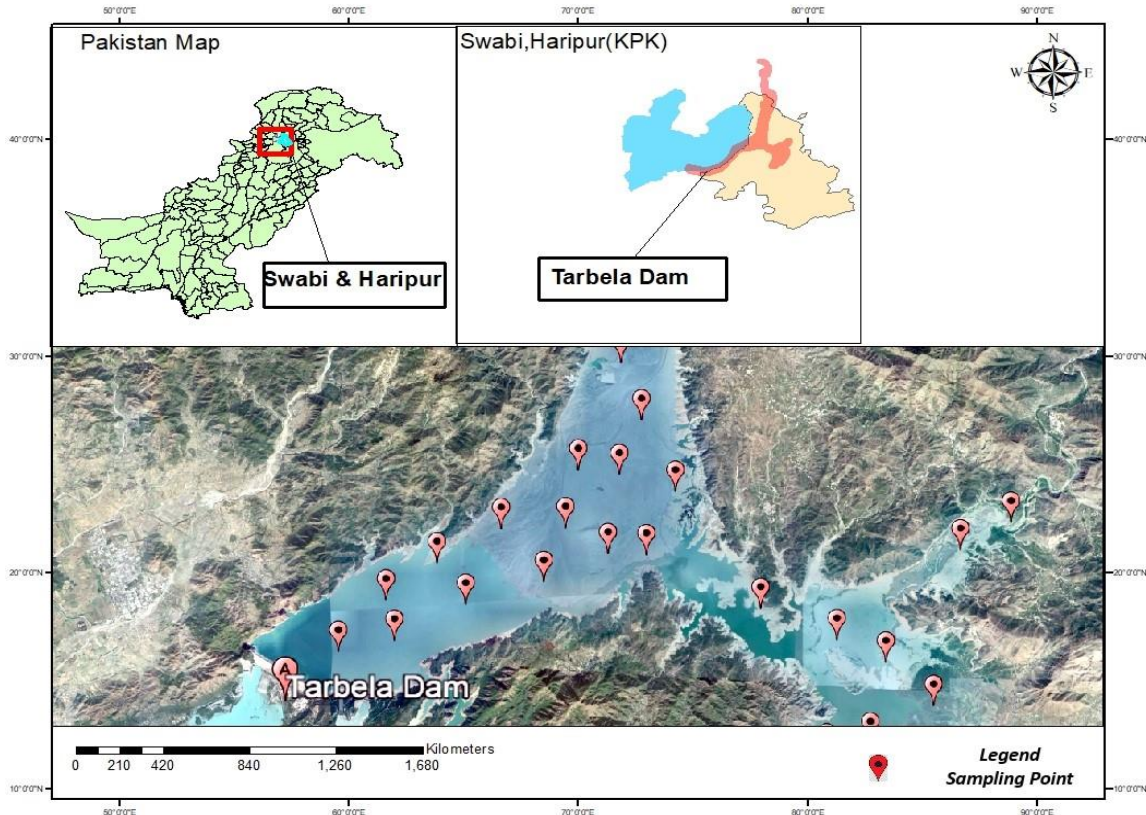 50°0'0"E 60°0'0"E 70°0'0"E 80°0'0"E 90°0'0"E
Pakistan Map
Swabi,Haripur(KPK)
N
W E
S
40°0'0"N 40°0'0"N
Swabi & Haripur
Tarbela Dam
30°0'0"N 30°0'0"N
20°0'0"N 20°0'0"N
A
Tarbela Dam
Kilometers
0 210 420 840 1,260 1,680
Legend
Sampling Point
10°0'0"N 10°0'0"N
50°0'0"E 60°0'0"E 70°0'0"E 80°0'0"E 90°0'0"E